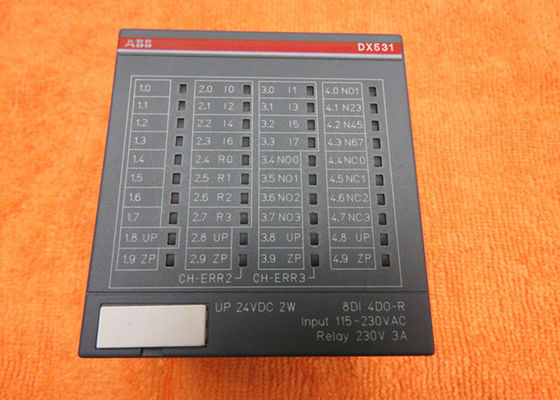 ABB DX531
1.0 2.0 I0 3.0 I1 4.0 N01
1.1 2.1 I2 3.1 I3 4.1 N23
1.2 2.2 I4 3.2 I5 4.2 N45
1.3 2.3 I6 3.3 I7 4.3 N67
1.4 2.4 R0 3.4 NO0 4.4 NC0
1.5 2.5 R1 3.5 NO1 4.5 NC1
1.6 2.6 R2 3.6 NO2 4.6 NC2
1.7 2.7 R3 3.7 NO3 4.7 NC3
1.8 UP 2.8 UP 3.8 UP 4.8 UP
1.9 ZP 2.9 ZP 3.9 ZP 4.9 ZP
CH-ERR2 CH-ERR3
UP 24VDC 2W 8DI 4DO-R
Input 115-230VAC
Relay 230V 3A